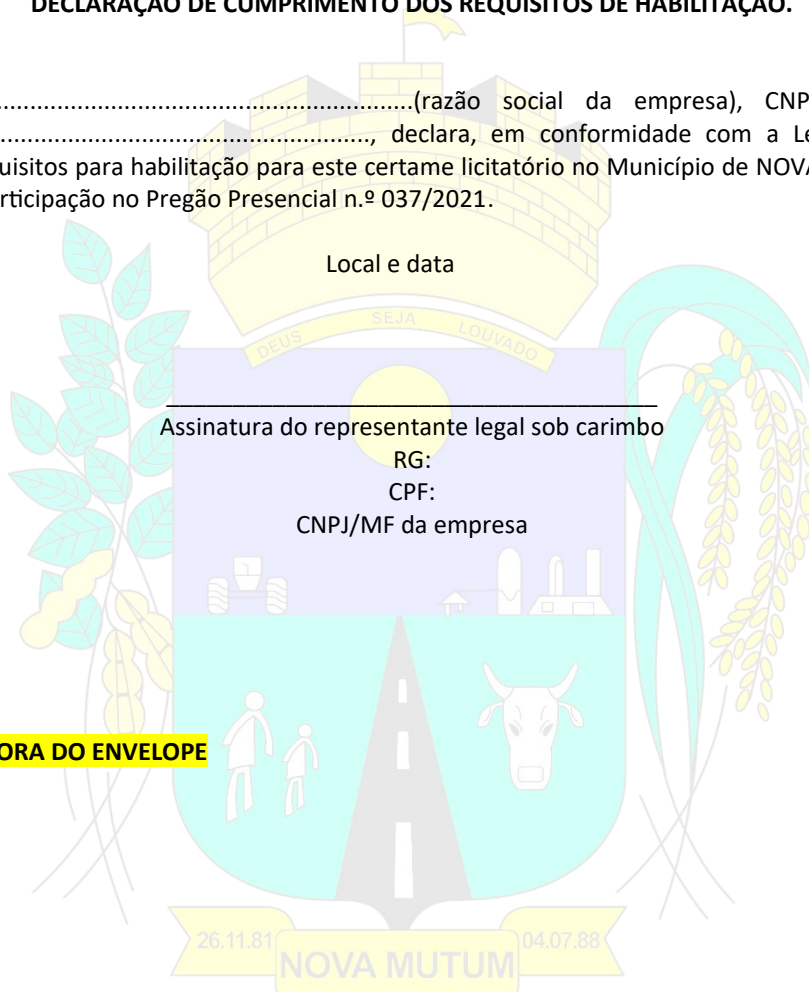 DECLARAÇÃO DE CUMPRIMENTO DOS REQUISITOS DE HABILITAÇÃO.
..............................................................(razão social da empresa), CNP
...................................................., declara, em conformidade com a Le
uisitos para habilitação para este certame licitatório no Município de NOVA
rticipação no Pregão Presencial n.º 037/2021.
Local e data
DEUS SEJA LOUVADO
_______________________________________
Assinatura do representante legal sob carimbo
RG:
CPF:
CNPJ/MF da empresa
ORA DO ENVELOPE
26.11.81 04.07.88
NOVA MUTUM